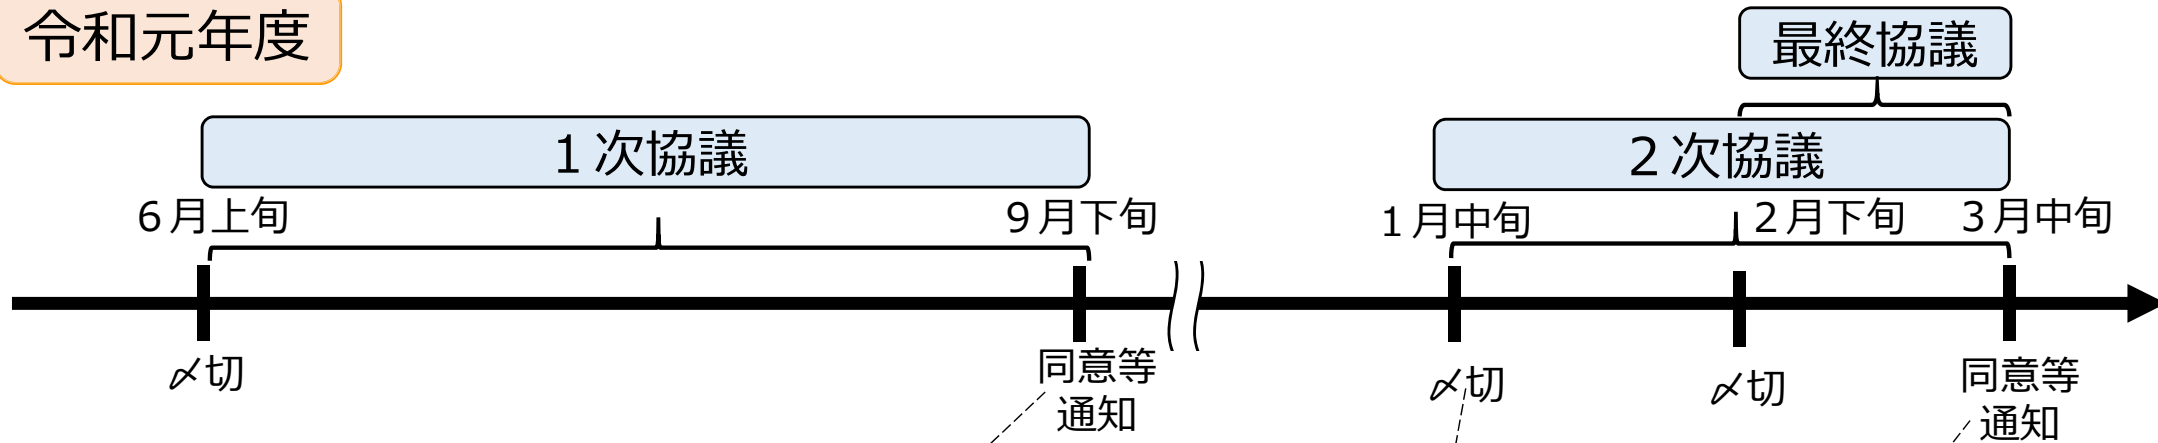 令和元年度
最終協議
1次協議
2次協議
6月上旬
9月下旬
1月中旬
2月下旬
3月中旬
〆切
同意等
通知
〆切
〆切
同意等
通知